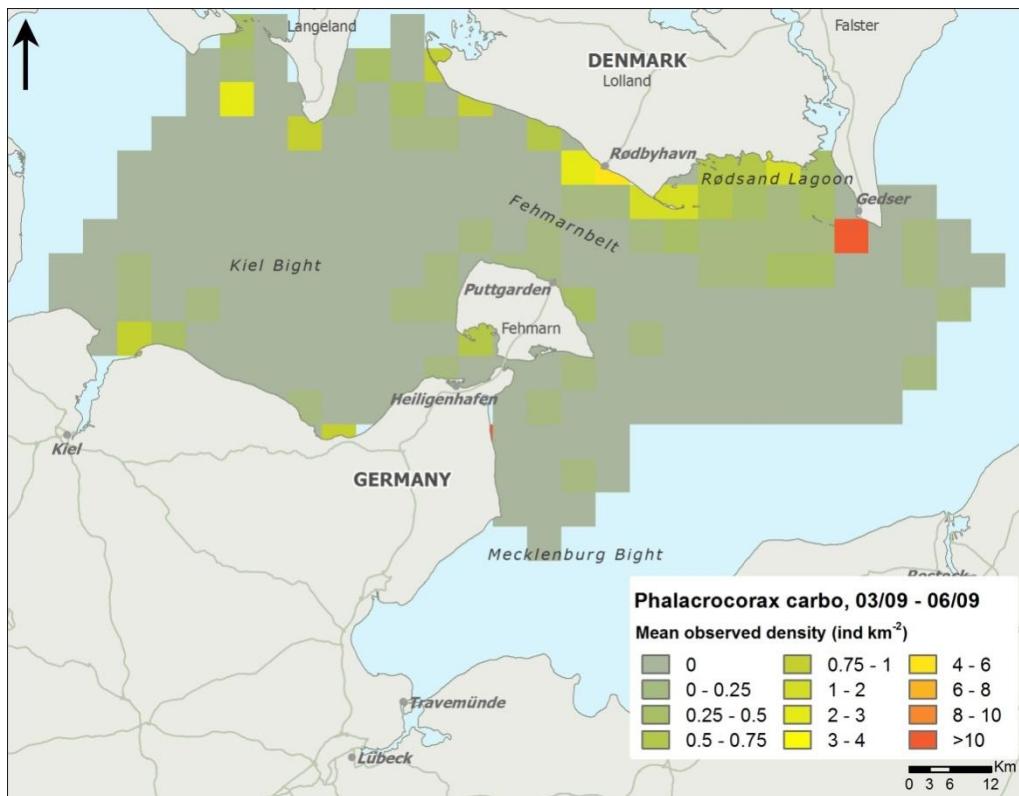 Langeland
Falster
DENMARK
Lolland
Rødbyhavn
Rødsand Lagoon
Gedser
Fehmarnbelt
Kiel Bight
Puttgarden
Fehmarn
Heiligenhafen
Kiel
GERMANY
Mecklenburg Bight
Phalacrocorax carbo, 03/09 - 06/09
Mean observed density (ind km⁻²)
0
0 - 0.25
0.25 - 0.5
0.5 - 0.75
0.75 - 1
1 - 2
2 - 3
3 - 4
4 - 6
6 - 8
8 - 10
>10
Travemünde
Lübeck
Km
0 3 6 12